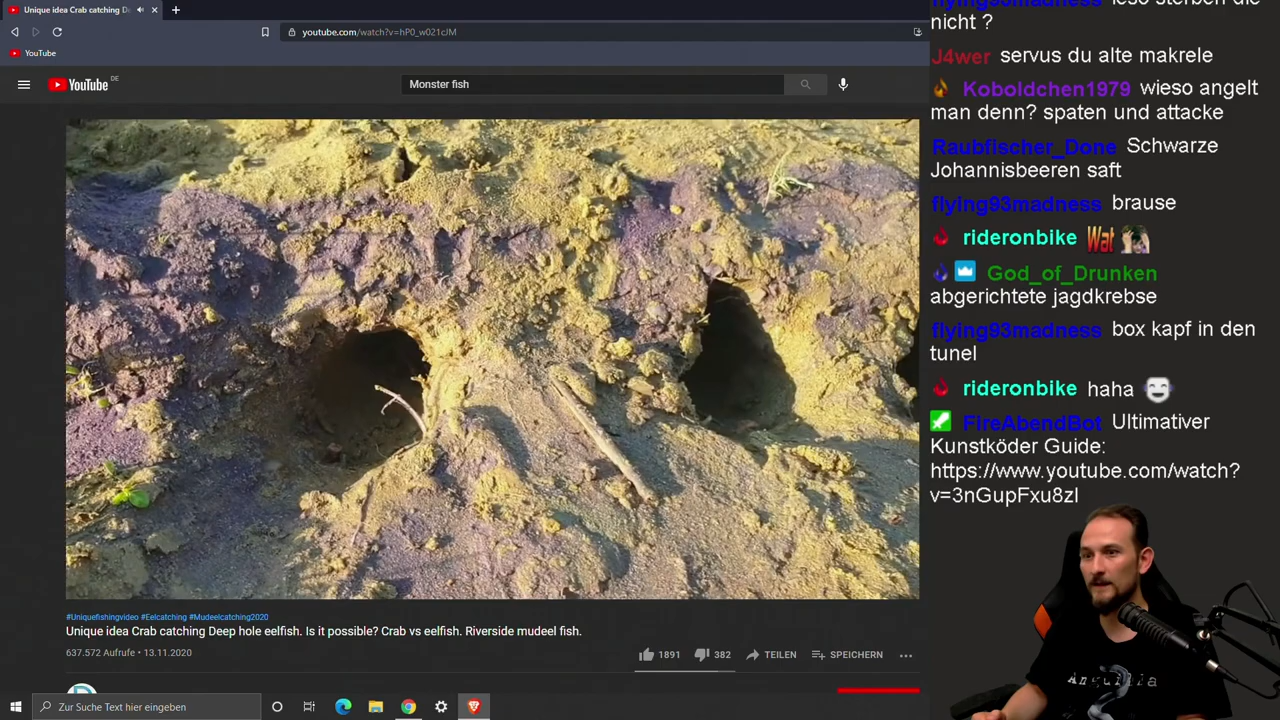 Unique idea Crab catching D
youtube.com/watch?v=hP0_w021cJM
YouTube
YouTube DE
Monster fish
#Uniquefishingvideo #Eelcatching #Mudeelcatching2020
Unique idea Crab catching Deep hole eelfish. Is it possible? Crab vs eelfish. Riverside mudeel fish.
637.572 Aufrufe • 13.11.2020
1891
382
TEILEN
SPEICHERN
Zur Suche Text hier eingeben
flying93madness ieso sterben die
nicht ?
J4wer servus du alte makrele
Koboldchen1979 wieso angelt
man denn? spaten und attacke
Raubfischer_Done Schwarze
Johannisbeeren saft
flying93madness brause
rideronbike Wat
God_of_Drunken
abgerichtete jagdkrebse
flying93madness box kapf in den
tunel
rideronbike haha
FireAbendBot Ultimativer
Kunstköder Guide:
https://www.youtube.com/watch?
v=3nGupFxu8zI
Anguilla